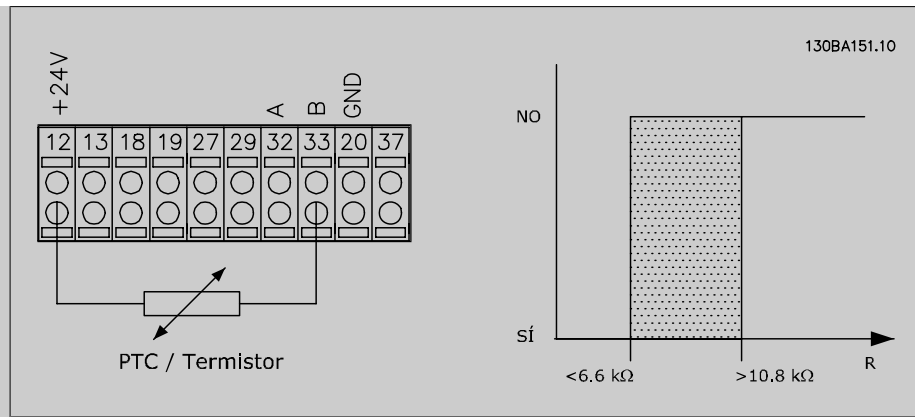 130BA151.10
+24V
A
B
GND
12 13 18 19 27 29 32 33 20 37
PTC / Termistor
NO
SÍ
<6.6 kΩ
>10.8 kΩ
R